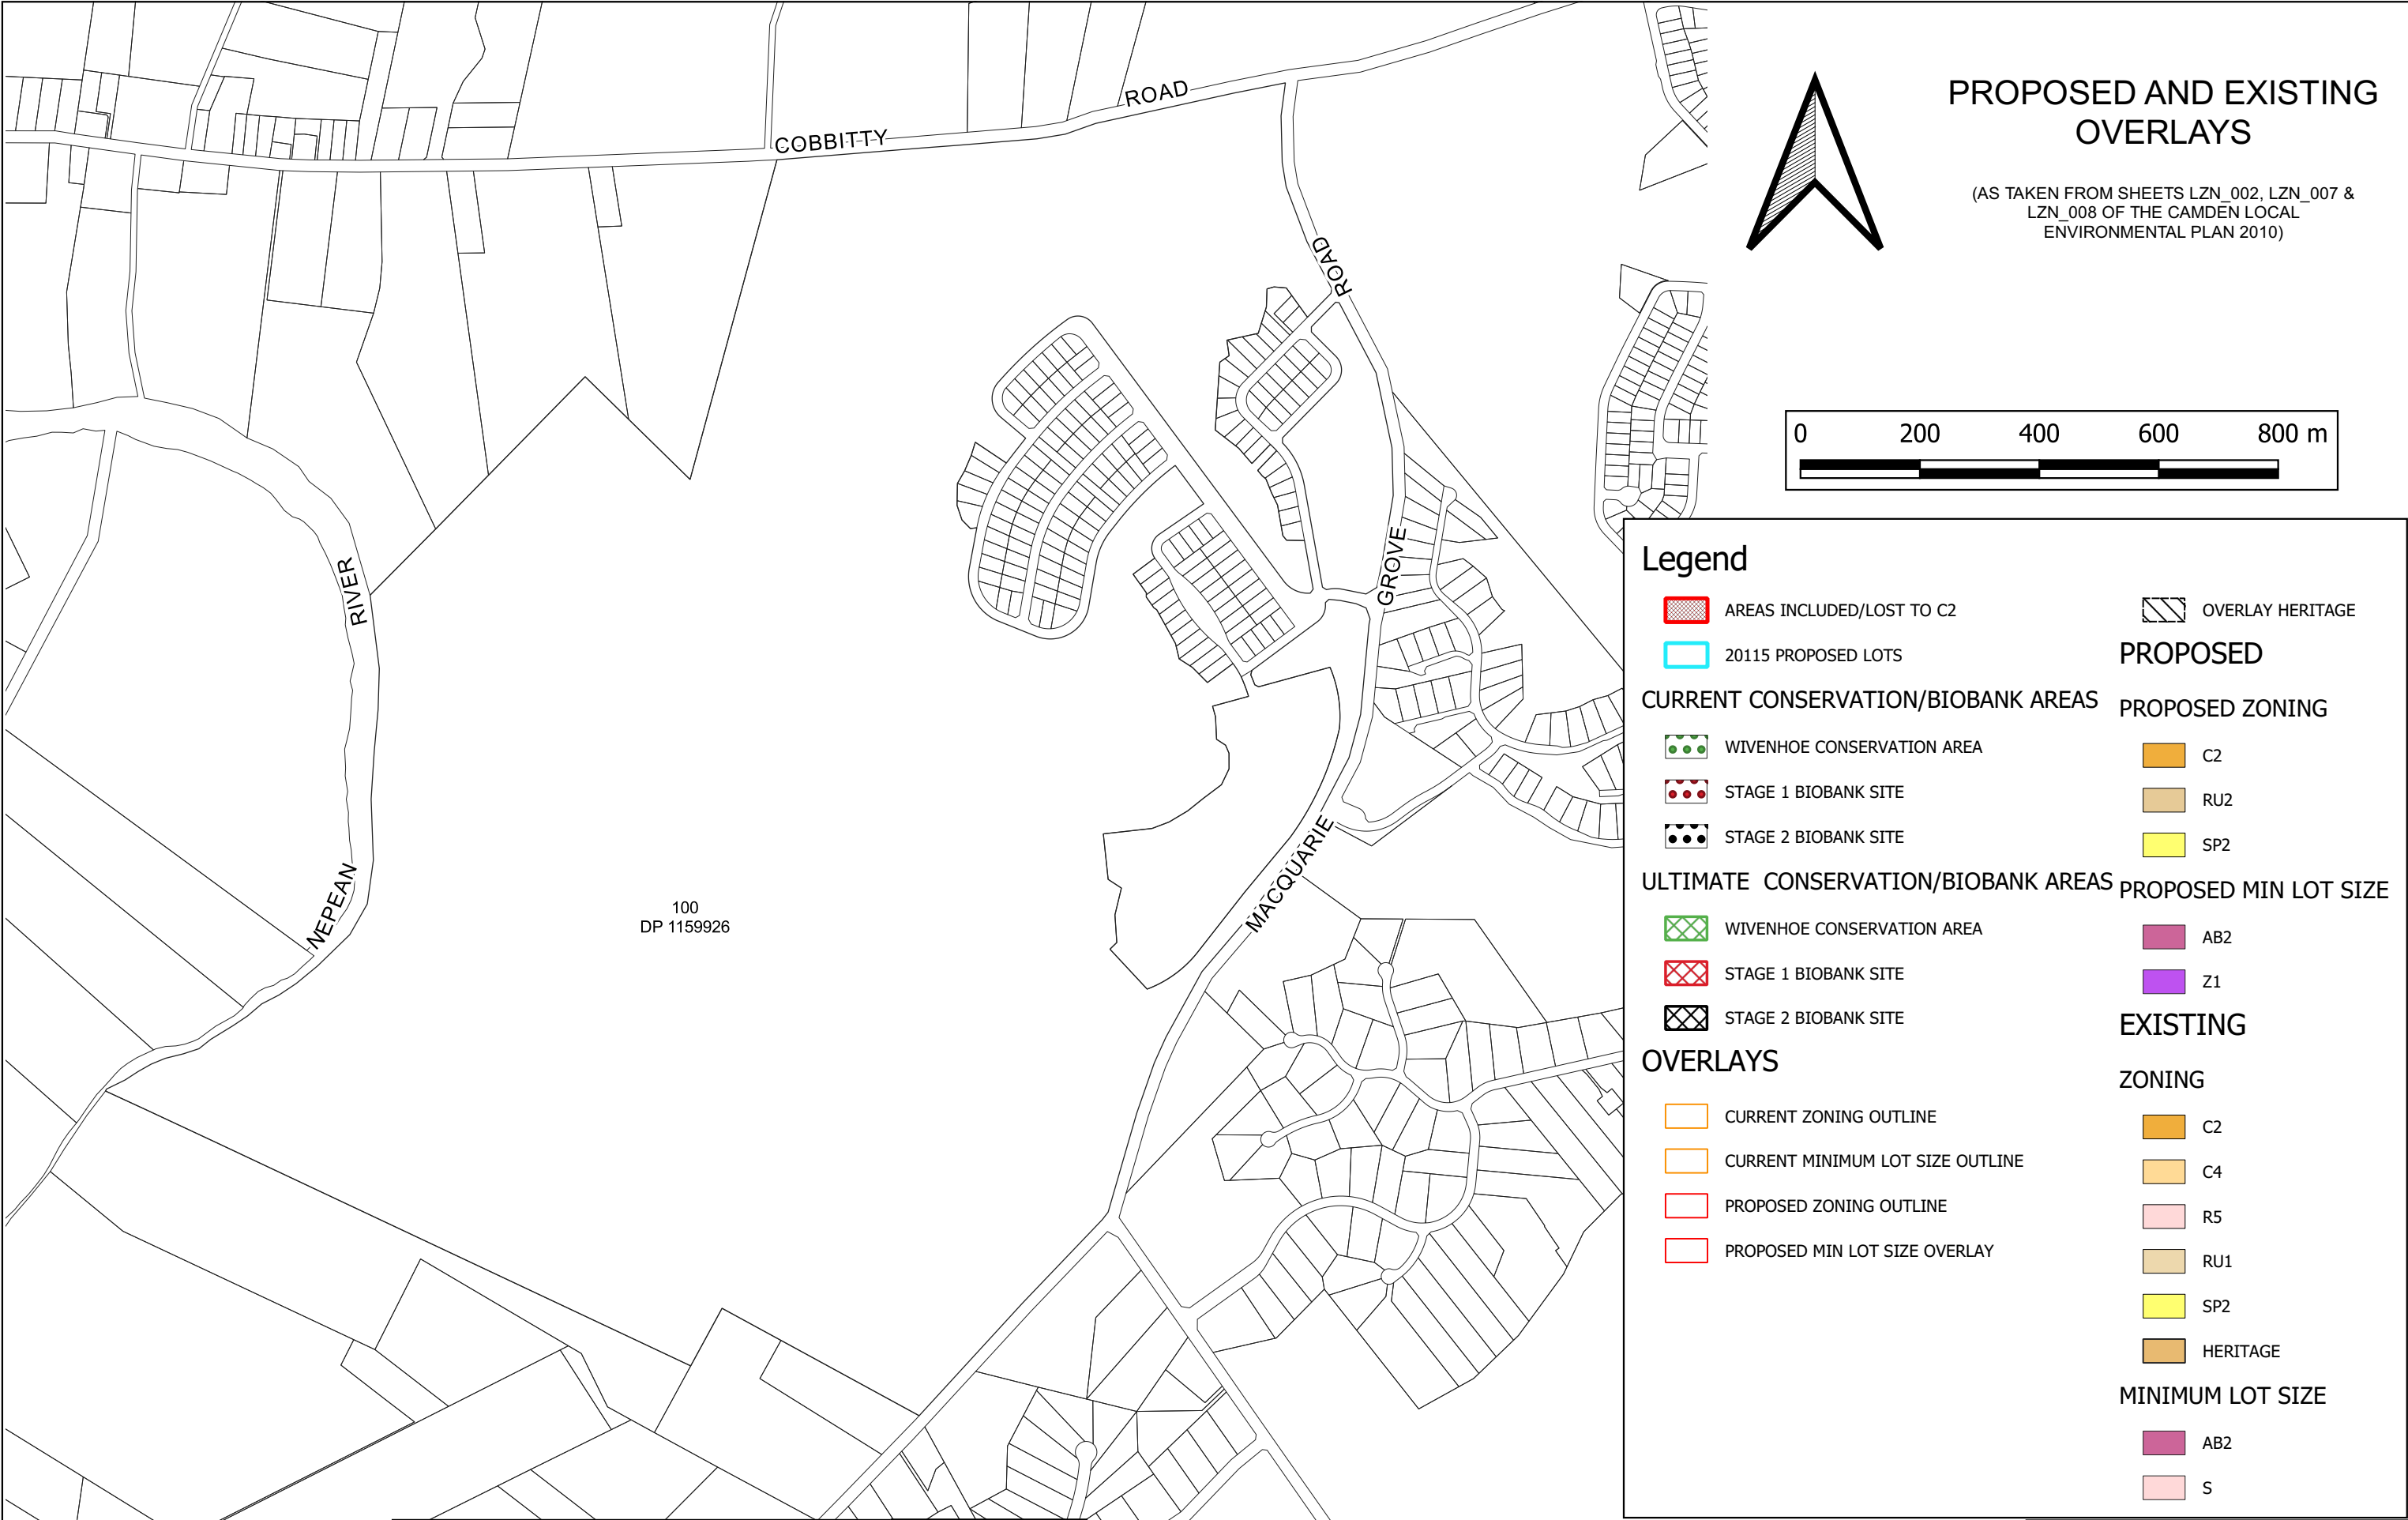 PROPOSED AND EXISTING
OVERLAYS
(AS TAKEN FROM SHEETS LZN_002, LZN_007 &
LZN_008 OF THE CAMDEN LOCAL
ENVIRONMENTAL PLAN 2010)
COBBITTY
ROAD
ROAD
GROVE
MACQUARIE
RIVER
NEPEAN
100
DP 1159926
0 200 400 600 800 m
Legend
AREAS INCLUDED/LOST TO C2
20115 PROPOSED LOTS
CURRENT CONSERVATION/BIOBANK AREAS
WIVENHOE CONSERVATION AREA
STAGE 1 BIOBANK SITE
STAGE 2 BIOBANK SITE
ULTIMATE CONSERVATION/BIOBANK AREAS
WIVENHOE CONSERVATION AREA
STAGE 1 BIOBANK SITE
STAGE 2 BIOBANK SITE
OVERLAYS
CURRENT ZONING OUTLINE
CURRENT MINIMUM LOT SIZE OUTLINE
PROPOSED ZONING OUTLINE
PROPOSED MIN LOT SIZE OVERLAY
OVERLAY HERITAGE
PROPOSED
PROPOSED ZONING
C2
RU2
SP2
PROPOSED MIN LOT SIZE
AB2
Z1
EXISTING
ZONING
C2
C4
R5
RU1
SP2
HERITAGE
MINIMUM LOT SIZE
AB2
S